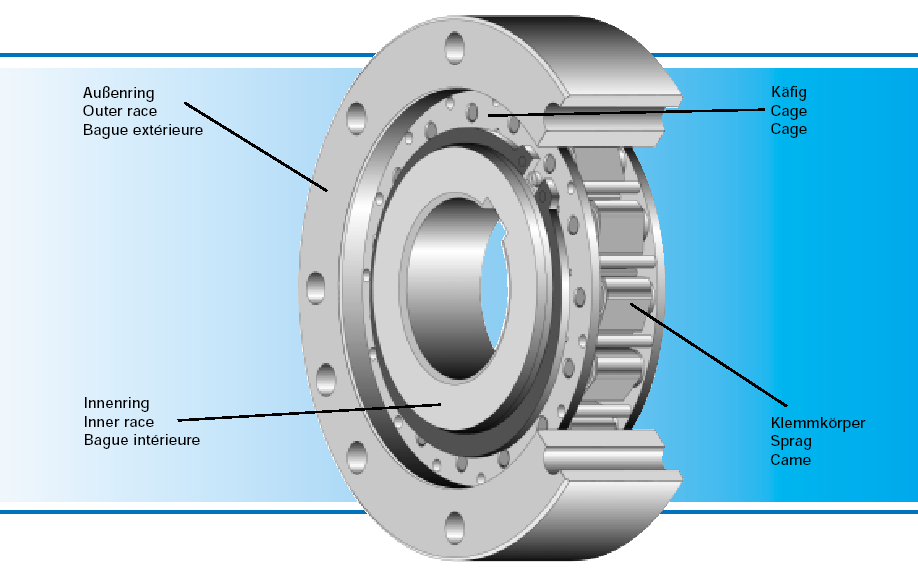 Außenring
Outer race
Bague extérieure
Käfig
Cage
Cage
Innenring
Inner race
Bague intérieure
Klemmkörper
Sprag
Came